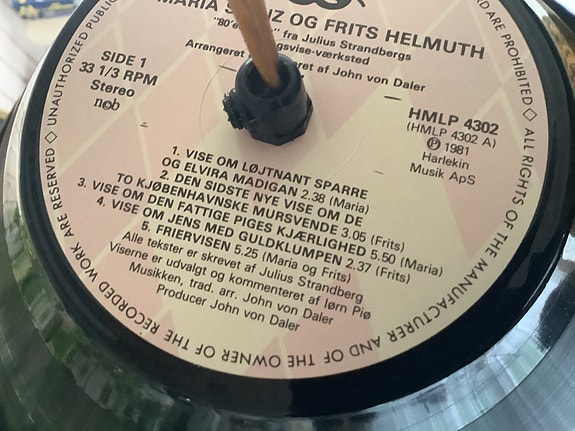 MARIA S Z OG FRITS HELMUTH
"80'e fra Julius Strandbergs
gsvise-værksted
Arrangeret et af John von Daler
SIDE 1
33 1/3 RPM
Stereo
n©b
HMLP 4302
(HMLP 4302 A)
Ⓟ 1981
Harlekin
Musik ApS
1. VISE OM LØJTNANT SPARRE
OG ELVIRA MADIGAN 2.38 (Maria)
2. DEN SIDSTE NYE VISE OM DE
TO KJØBENHAVNSKE MURSVENDE 3.06 (Frits)
3. VISE OM DEN FATTIGE PIGES KJÆRLIGHED 5.50 (Maria)
4. VISE OM JENS MED GULDKLUMPEN 2.37 (Frits)
5. FRIERVISEN 5.25 (Maria og Frits)
Alle tekster er skrevet af Julius Strandberg
Viserne er udvalgt og kommenteret af Iørn Piø
Musikken, trad. arr. John von Daler
Producer John von Daler
ALL RIGHTS OF THE MANUFACTURER AND OF THE OWNER OF THE RECORDED WORK ARE RESERVED ◇ UNAUTHORIZED PUBLIC
ARE PROHIBITED ◇